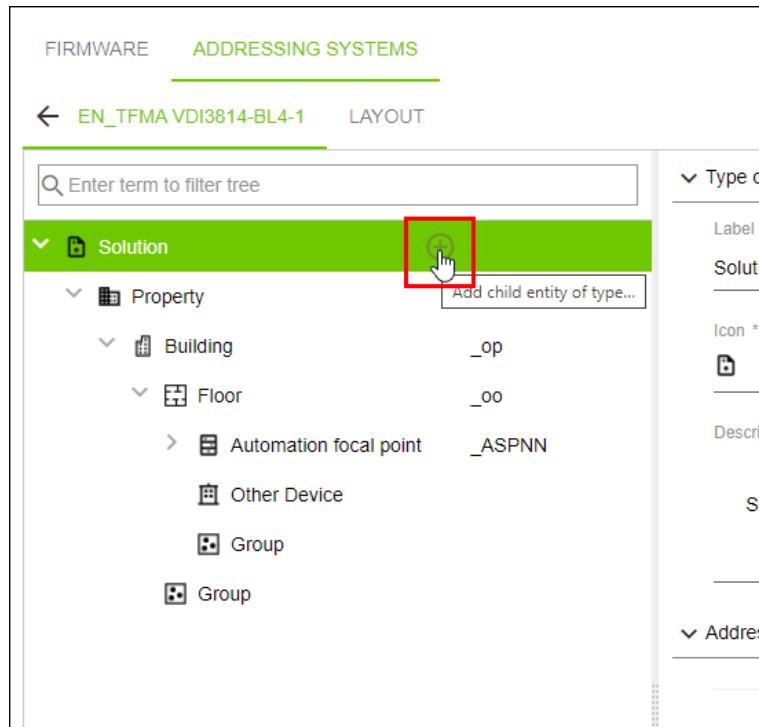 FIRMWARE ADDRESSING SYSTEMS
EN_TFMA VDI3814-BL4-1 LAYOUT
Enter term to filter tree
Type
Label
Solution
Add child entity of type...
Property
Icon *
Building _op
Floor _oo
Automation focal point _ASPNN
Other Device
Group
Group